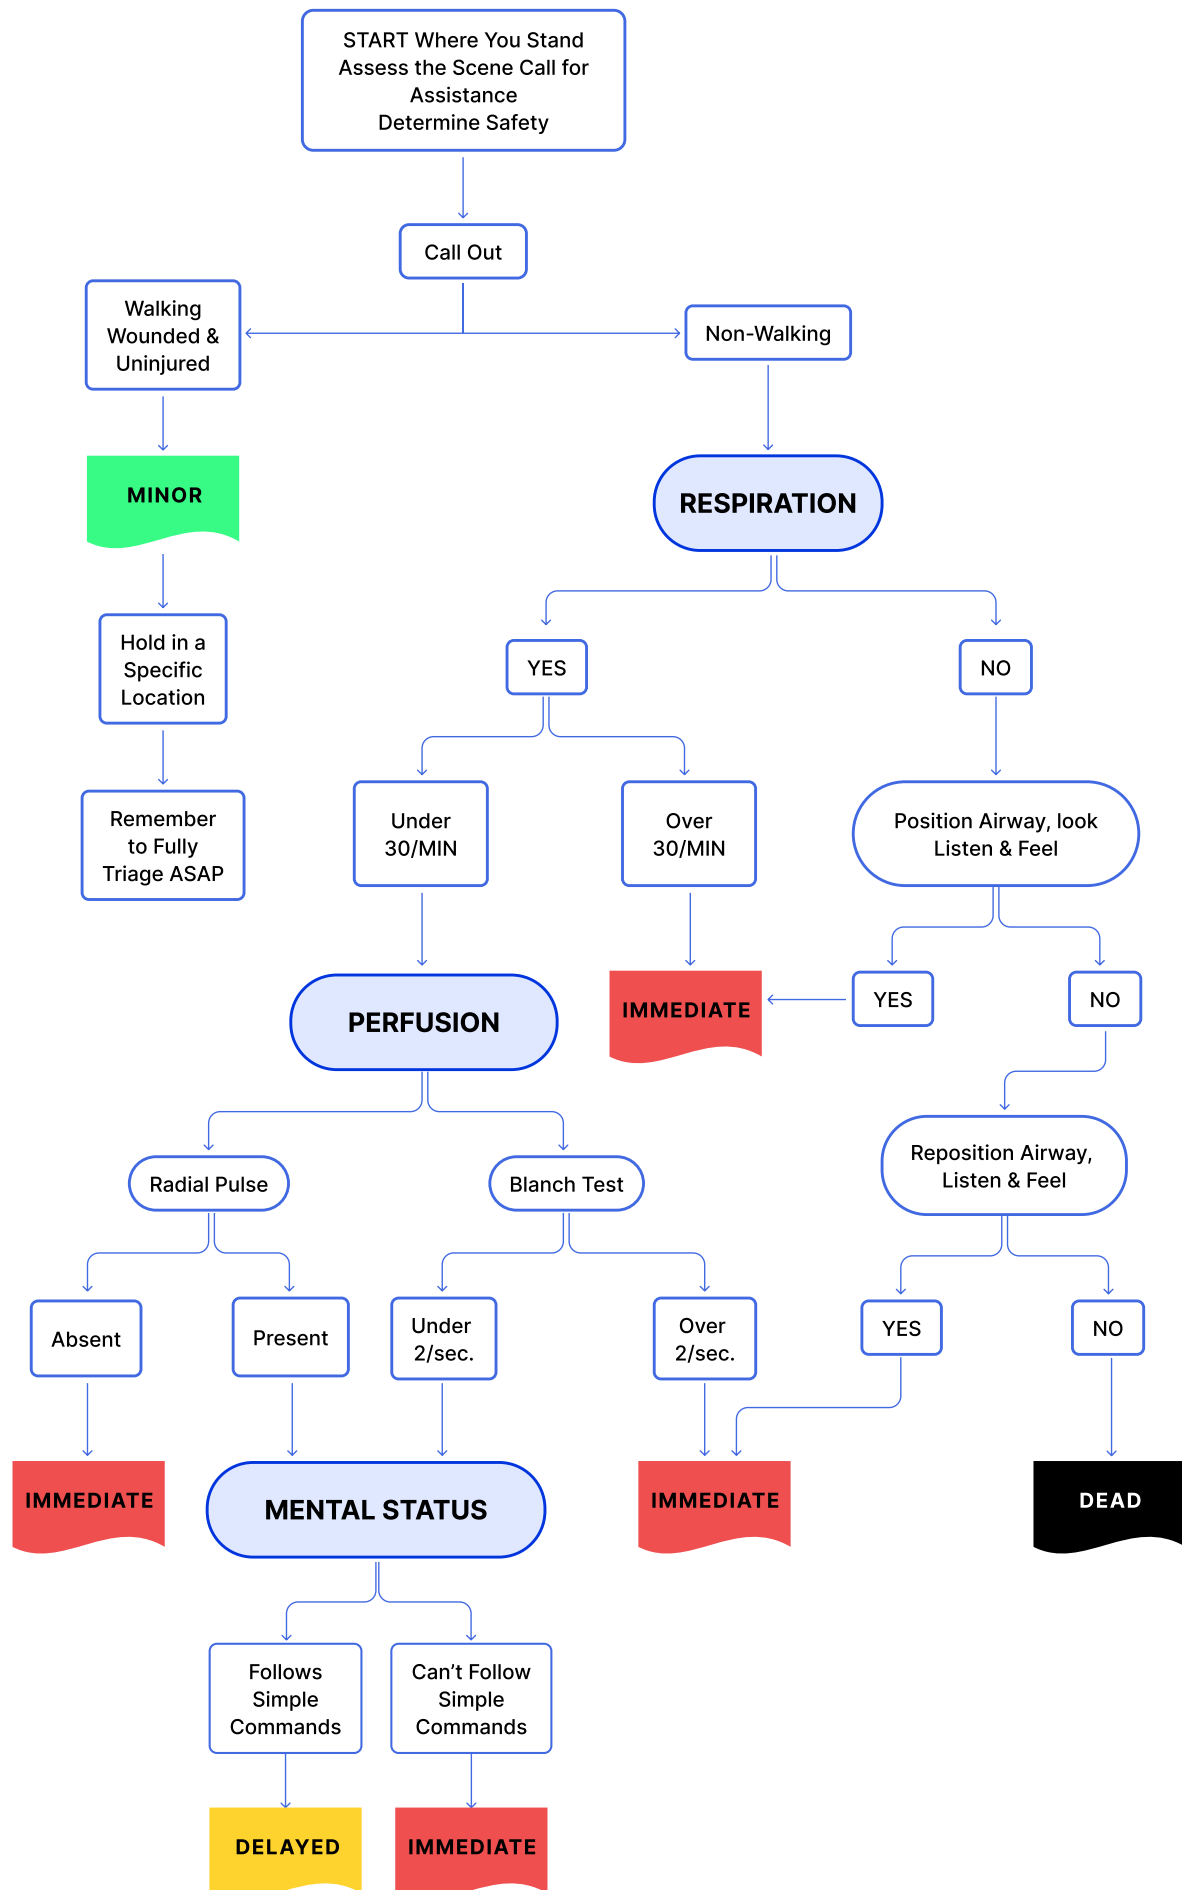 START Where You Stand
Assess the Scene Call for
Assistance
Determine Safety
Call Out
Walking
Wounded &
Uninjured
Non-Walking
MINOR
RESPIRATION
Hold in a
Specific
Location
YES
NO
Remember
to Fully
Triage ASAP
Under
30/MIN
Over
30/MIN
Position Airway, look
Listen & Feel
PERFUSION
IMMEDIATE
YES
NO
Radial Pulse
Blanch Test
Reposition Airway,
Listen & Feel
Absent
Present
Under
2/sec.
Over
2/sec.
YES
NO
IMMEDIATE
MENTAL STATUS
IMMEDIATE
DEAD
Follows
Simple
Commands
Can’t Follow
Simple
Commands
DELAYED
IMMEDIATE